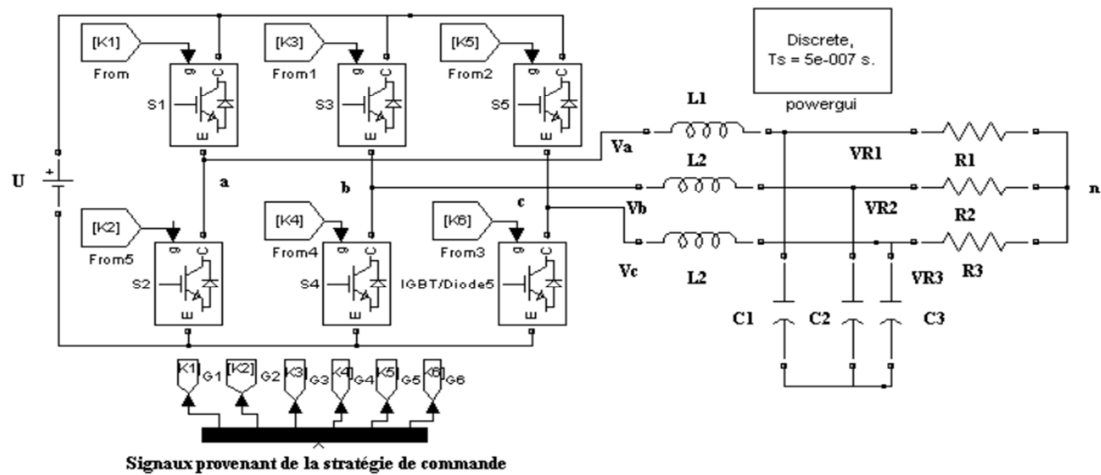 [K1]
From
g
C
S1
E
[K3]
From1
g
C
S3
E
[K5]
From2
g
C
S5
E
Discrete,
Ts = 5e-007 s.
powergui
U
+
a
b
c
Va
L1
VR1
R1
Vb
L2
VR2
R2
n
Vc
L2
VR3
R3
[K2]
From5
g
C
S2
E
[K4]
From4
g
C
S4
E
[K6]
From3
g
C
IGBT/Diode5
E
C1
C2
C3
K1]
G1
[K2]
G2
K3]
G3
K4]
G4
K5]
G5
K6]
G6
Signaux provenant de la stratégie de commande